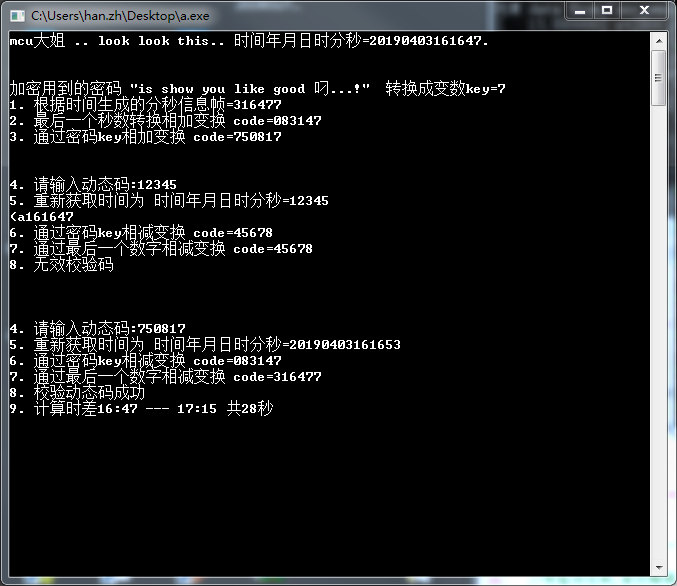 C:\Users\han.zh\Desktop\a.exe
mcu大姐 .. look look this.. 时间年月日时分秒=20190403161647.
加密用到的密码 "is show you like good 叼...!"  转换成变数key=7
1. 根据时间生成的分秒信息帧=316477
2. 最后一个秒数转换相加变换 code=083147
3. 通过密码key相加变换 code=750817
4. 请输入动态码:12345
5. 重新获取时间为 时间年月日时分秒=12345
(a161647
6. 通过密码key相减变换 code=45678
7. 通过最后一个数字相减变换 code=45678
8. 无效校验码
4. 请输入动态码:750817
5. 重新获取时间为 时间年月日时分秒=20190403161653
6. 通过密码key相减变换 code=083147
7. 通过最后一个数字相减变换 code=316477
8. 校验动态码成功
9. 计算时差16:47 --- 17:15 共28秒